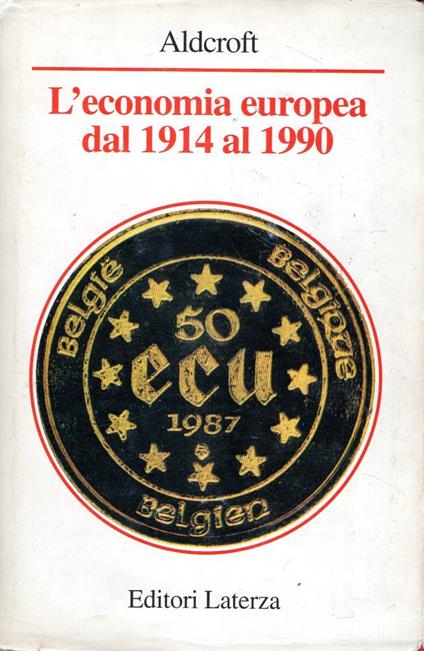 Aldcroft
L'economia europea
dal 1914 al 1990
België
Belgique
50
ecu
1987
Belgien
Editori Laterza